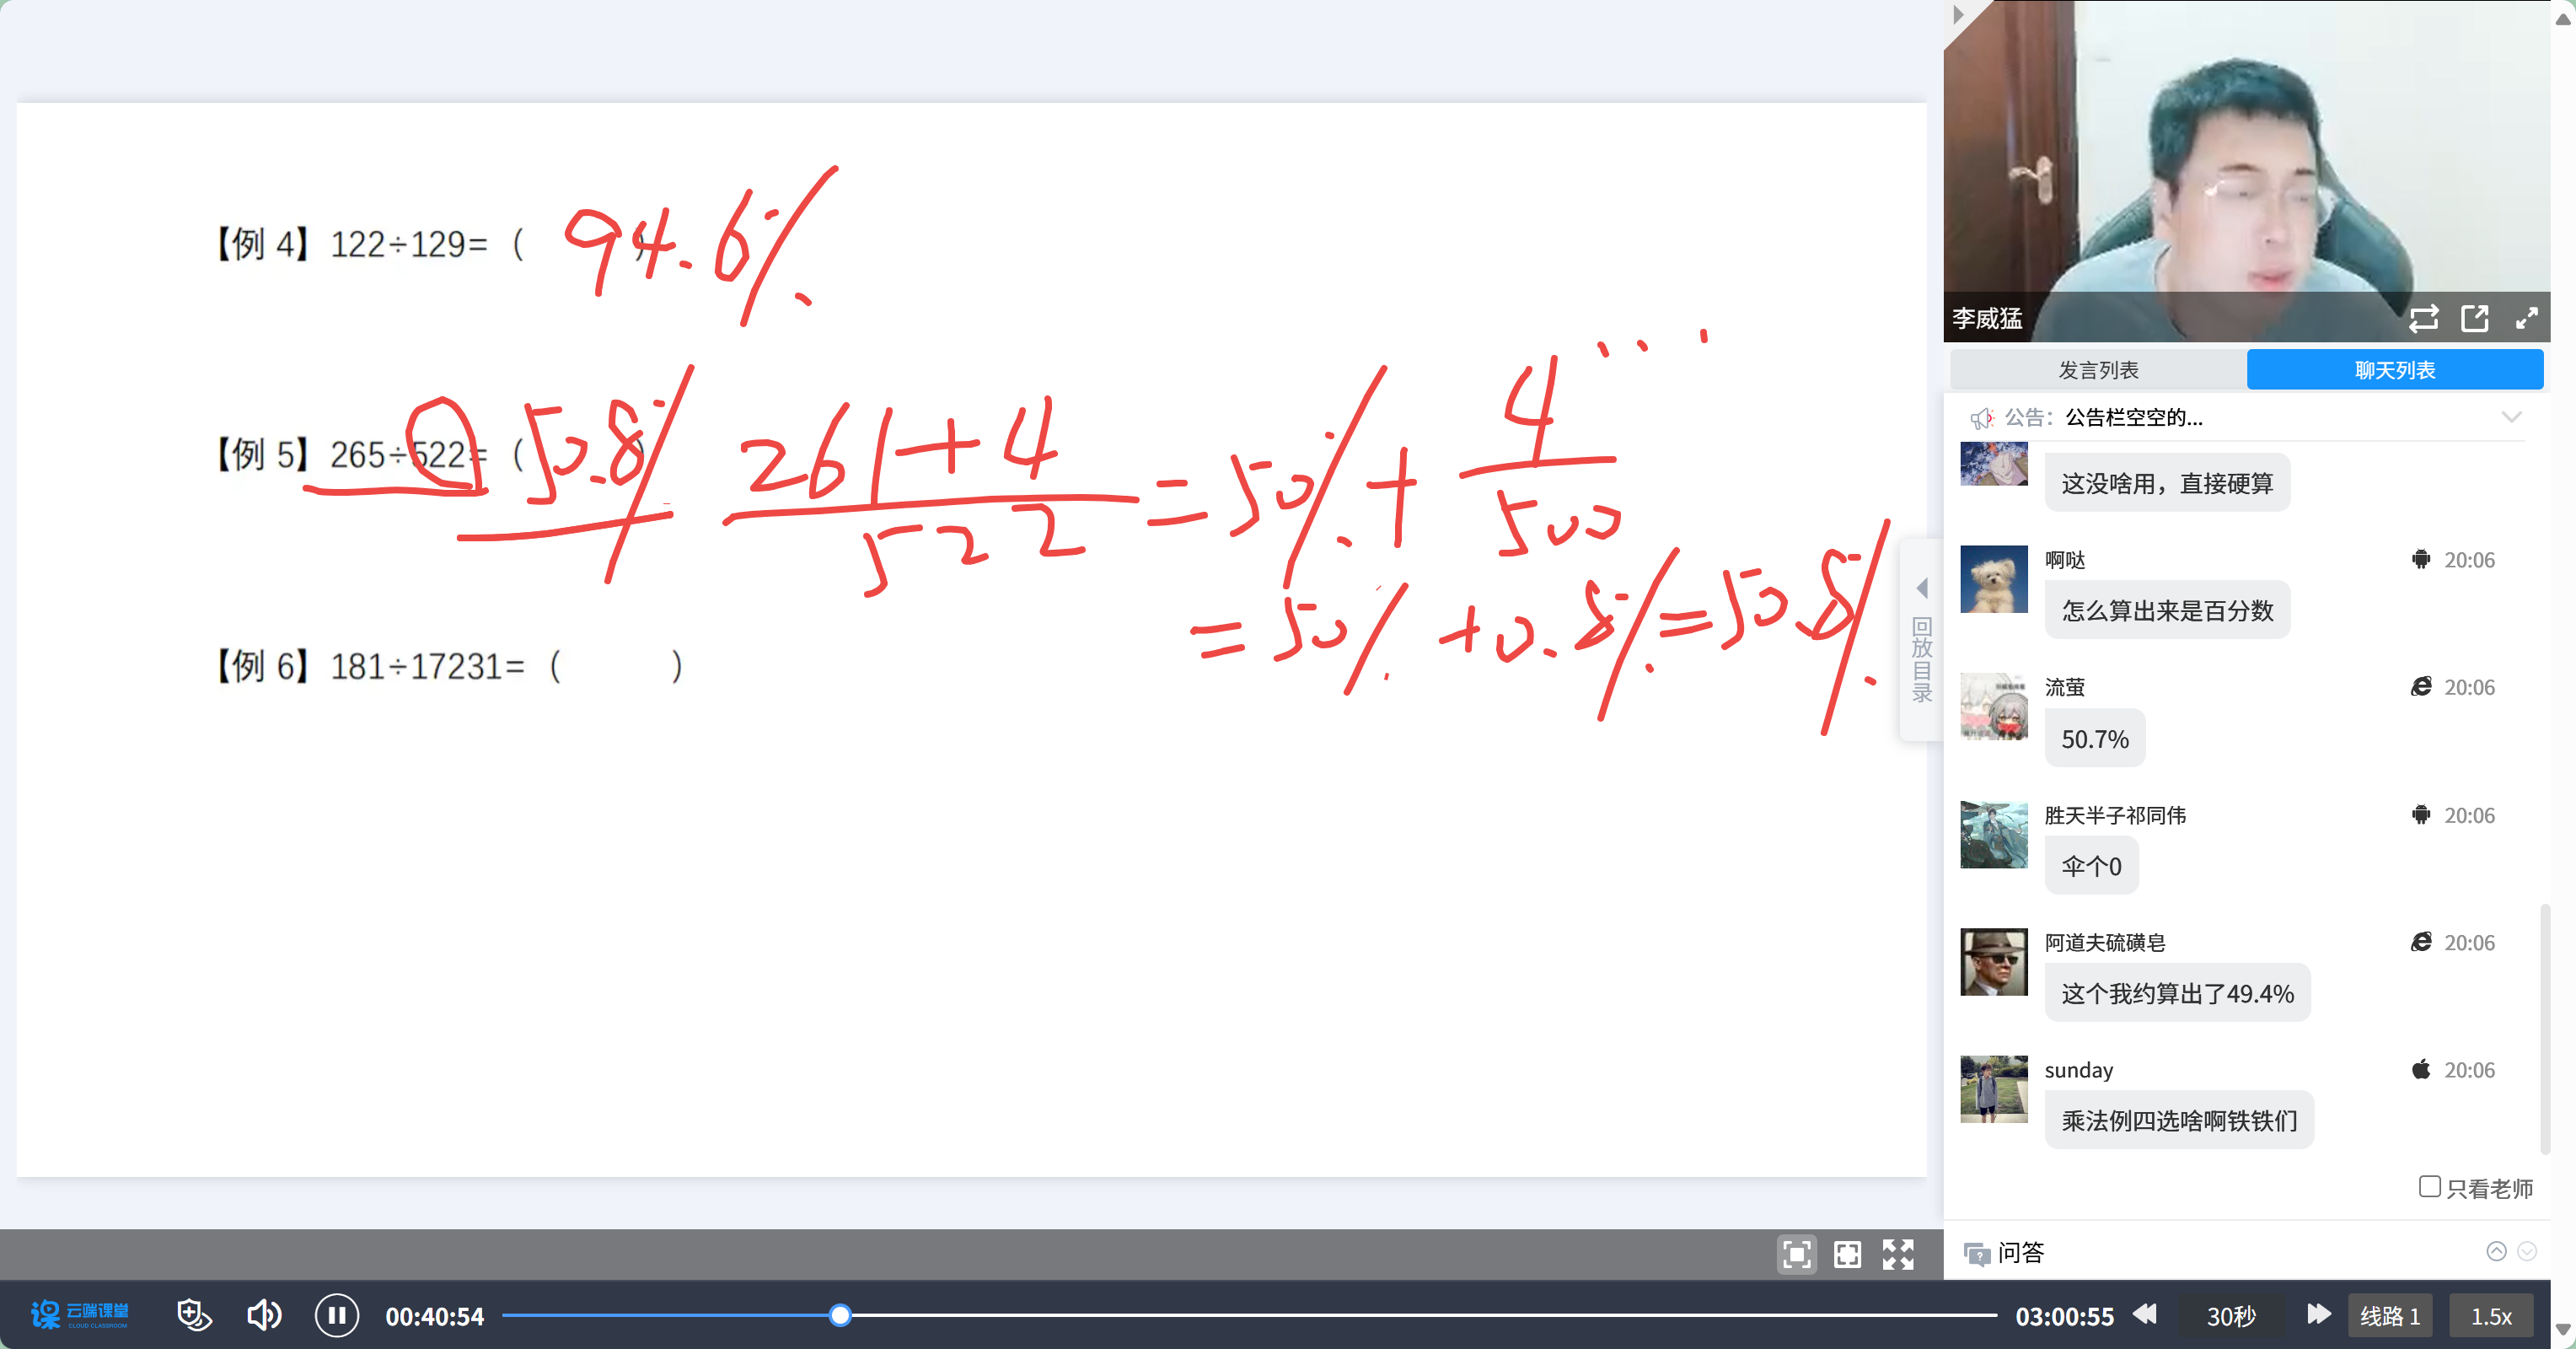 【例 4】122÷129=（ 94.6% ）
【例 5】265÷522=（ 50.8% ） 261+4/522 = 50% + 4/500 ...
= 50% + 0.8% = 50.8%
【例 6】181÷17231=（ ）
回放目录
李威猛
发言列表 聊天列表
公告： 公告栏空空的...
这没啥用，直接硬算
啊哒 20:06
怎么算出来是百分数
流萤 20:06
50.7%
胜天半子祁同伟 20:06
伞个0
阿道夫硫磺皂 20:06
这个我约算出了49.4%
sunday 20:06
乘法例四选啥啊铁铁们
只看老师
问答
课 云端课堂
CLOUD CLASSROOM
00:40:54 03:00:55 30秒 线路 1 1.5x